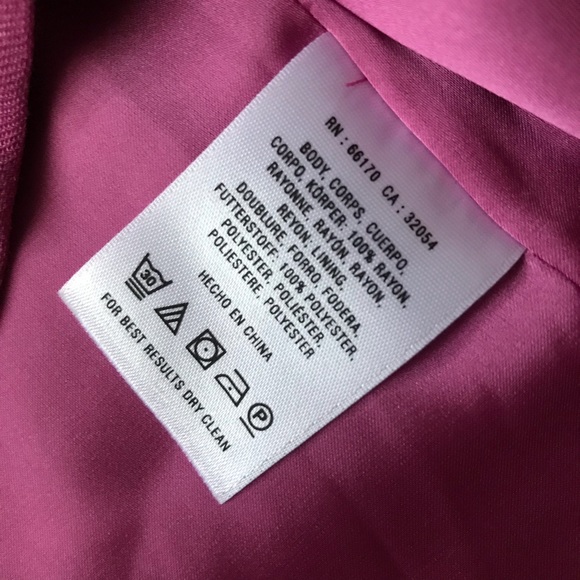 RN : 66170 CA : 32054
BODY, CORPS, CUERPO,
CORPO, KÖRPER: 100% RAYON,
RAYONNE, RAYÓN, RAYON,
REYON: LINING,
DOUBLURE, FORRO, FODERA,
FUTTERSTOFF: 100% POLYESTER,
POLYESTER, POLIÉSTER,
POLIESTERE, POLYESTER
HECHO EN CHINA
30 P
FOR BEST RESULTS DRY CLEAN